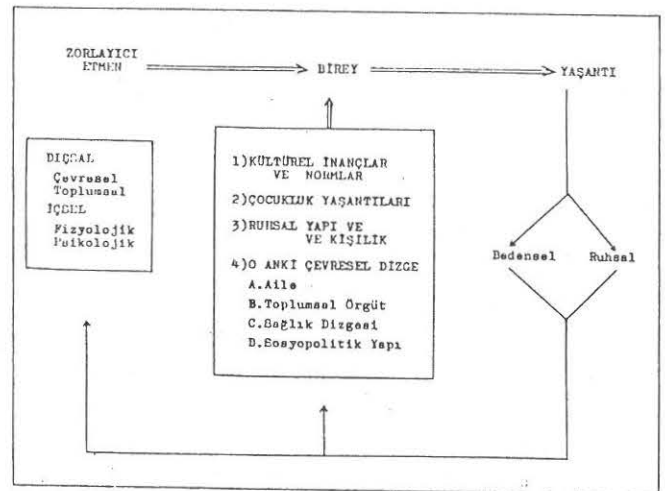 ZORLAYICI
ETMEN
BİREY
YAŞANTI
DIŞSAL
Çevresel
Toplumsal
İÇSEL
Fizyolojik
Psikolojik
1)KÜLTÜREL İNANÇLAR
VE NORMLAR
2)ÇOCUKLUK YAŞANTILARI
3)RUHSAL YAPI VE
VE KİŞİLİK
4)O ANKİ ÇEVRESEL DİZGE
A.Aile
B.Toplumsal Örgüt
C.Sağlık Dizgesi
D.Sosyopolitik Yapı
Bedensel
Ruhsal